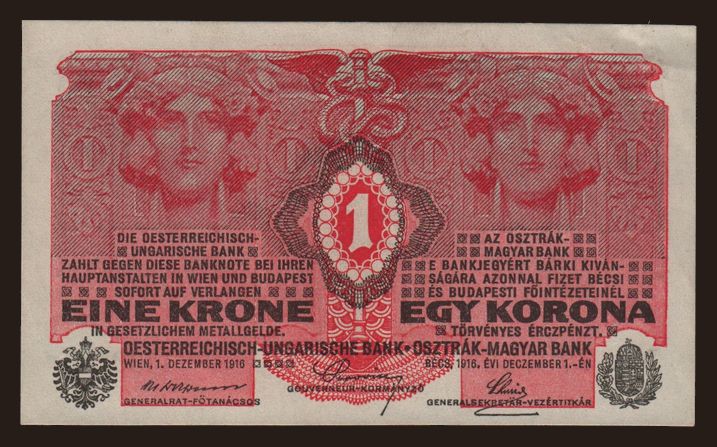 I I I I
1
DIE OESTERREICHISCH-
UNGARISCHE BANK
ZAHLT GEGEN DIESE BANKNOTE BEI IHREN
HAUPTANSTALTEN IN WIEN UND BUDAPEST
SOFORT AUF VERLANGEN
EINE KRONE
IN GESETZLICHEM METALLGELDE.
AZ OSZTRÁK-
MAGYAR BANK
E BANKJEGYÉRT BÁRKI KIVÁN-
SÁGÁRA AZONNAL FIZET BÉCSI
ÉS BUDAPESTI FŐINTÉZETEINÉL
EGY KORONA
TÖRVÉNYES ÉRCZPÉNZT.
OESTERREICHISCH-UNGARISCHE BANK • OSZTRÁK-MAGYAR BANK
WIEN, 1. DEZEMBER 1916
BÉCS, 1916. ÉVI DECZEMBER 1.-ÉN
GENERALRAT-FŐTANÁCSOS
GOUVERNEUR-KORMÁNYZÓ
GENERALSEKRETÄR-VEZÉRTITKÁR